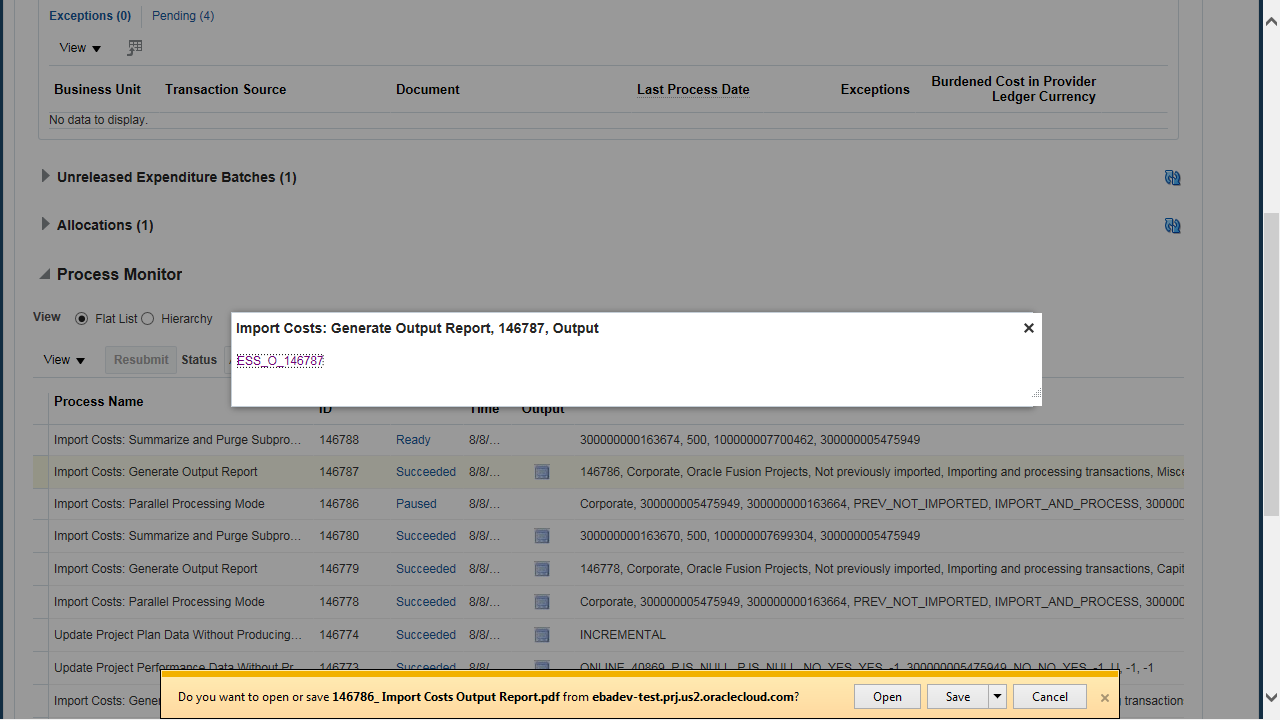 Exceptions (0) Pending (4)
View
Business Unit Transaction Source Document Last Process Date Exceptions Burdened Cost in Provider Ledger Currency
No data to display.
Unreleased Expenditure Batches (1)
Allocations (1)
Process Monitor
View Flat List Hierarchy
Import Costs: Generate Output Report, 146787, Output
ESS_O_146787
View Resubmit Status
Process Name ID Time Output
Import Costs: Summarize and Purge Subpro... 146788 Ready 8/8/... 300000000163674, 500, 100000007700462, 300000005475949
Import Costs: Generate Output Report 146787 Succeeded 8/8/... 146786, Corporate, Oracle Fusion Projects, Not previously imported, Importing and processing transactions, Misce
Import Costs: Parallel Processing Mode 146786 Paused 8/8/... Corporate, 300000005475949, 300000000163664, PREV_NOT_IMPORTED, IMPORT_AND_PROCESS, 300000
Import Costs: Summarize and Purge Subpro... 146780 Succeeded 8/8/... 300000000163670, 500, 100000007699304, 300000005475949
Import Costs: Generate Output Report 146779 Succeeded 8/8/... 146778, Corporate, Oracle Fusion Projects, Not previously imported, Importing and processing transactions, Capit
Import Costs: Parallel Processing Mode 146778 Succeeded 8/8/... Corporate, 300000005475949, 300000000163664, PREV_NOT_IMPORTED, IMPORT_AND_PROCESS, 300000
Update Project Plan Data Without Producing... 146774 Succeeded 8/8/... INCREMENTAL
Update Project Performance Data Without Pr... 146773 Succeeded 8/8/... ONLINE, 40869, PJS_NULL, PJS_NULL, NO, YES, YES, -1, 300000005475949, NO, NO, YES, -1, U, -1, -1
Import Costs: Gene transaction
Do you want to open or save 146786_Import Costs Output Report.pdf from ebadev-test.prj.us2.oraclecloud.com? Open Save Cancel